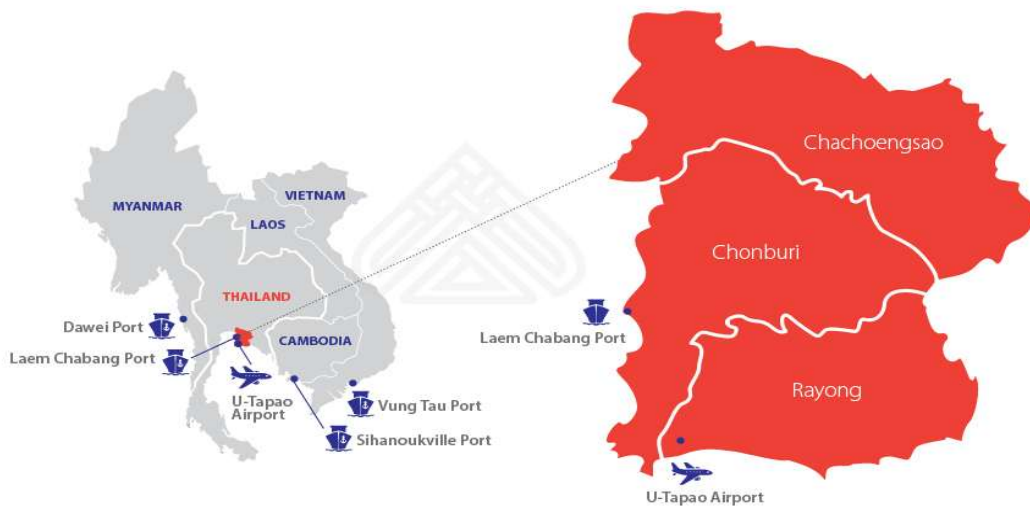 MYANMAR
VIETNAM
LAOS
THAILAND
CAMBODIA
Dawei Port
Laem Chabang Port
U-Tapao
Airport
Vung Tau Port
Sihanoukville Port
Chachoengsao
Chonburi
Laem Chabang Port
Rayong
U-Tapao Airport